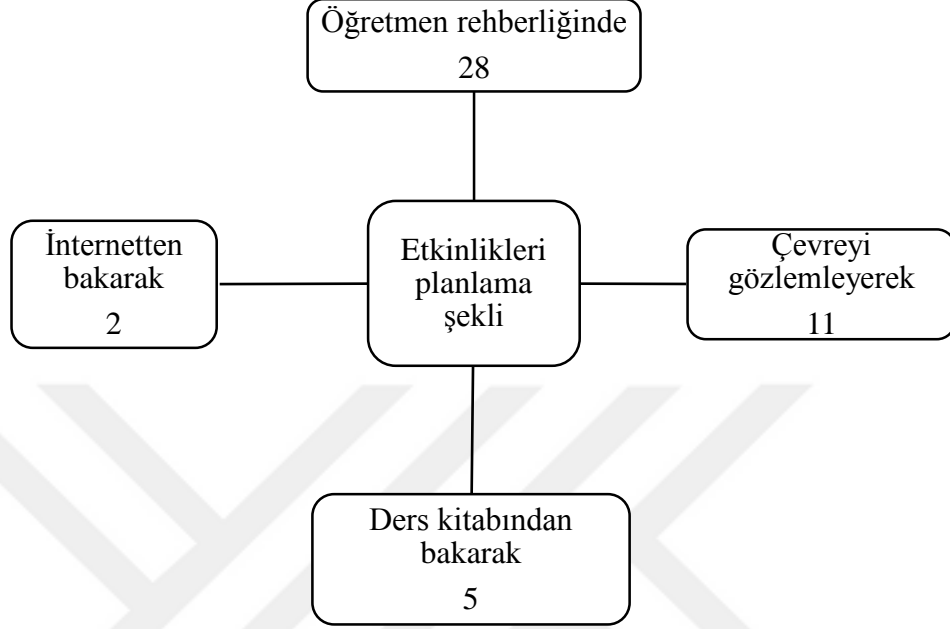 Öğretmen rehberliğinde
28
İnternetten
bakarak
2
Etkinlikleri
planlama
şekli
Çevreyi
gözlemleyerek
11
Ders kitabından
bakarak
5